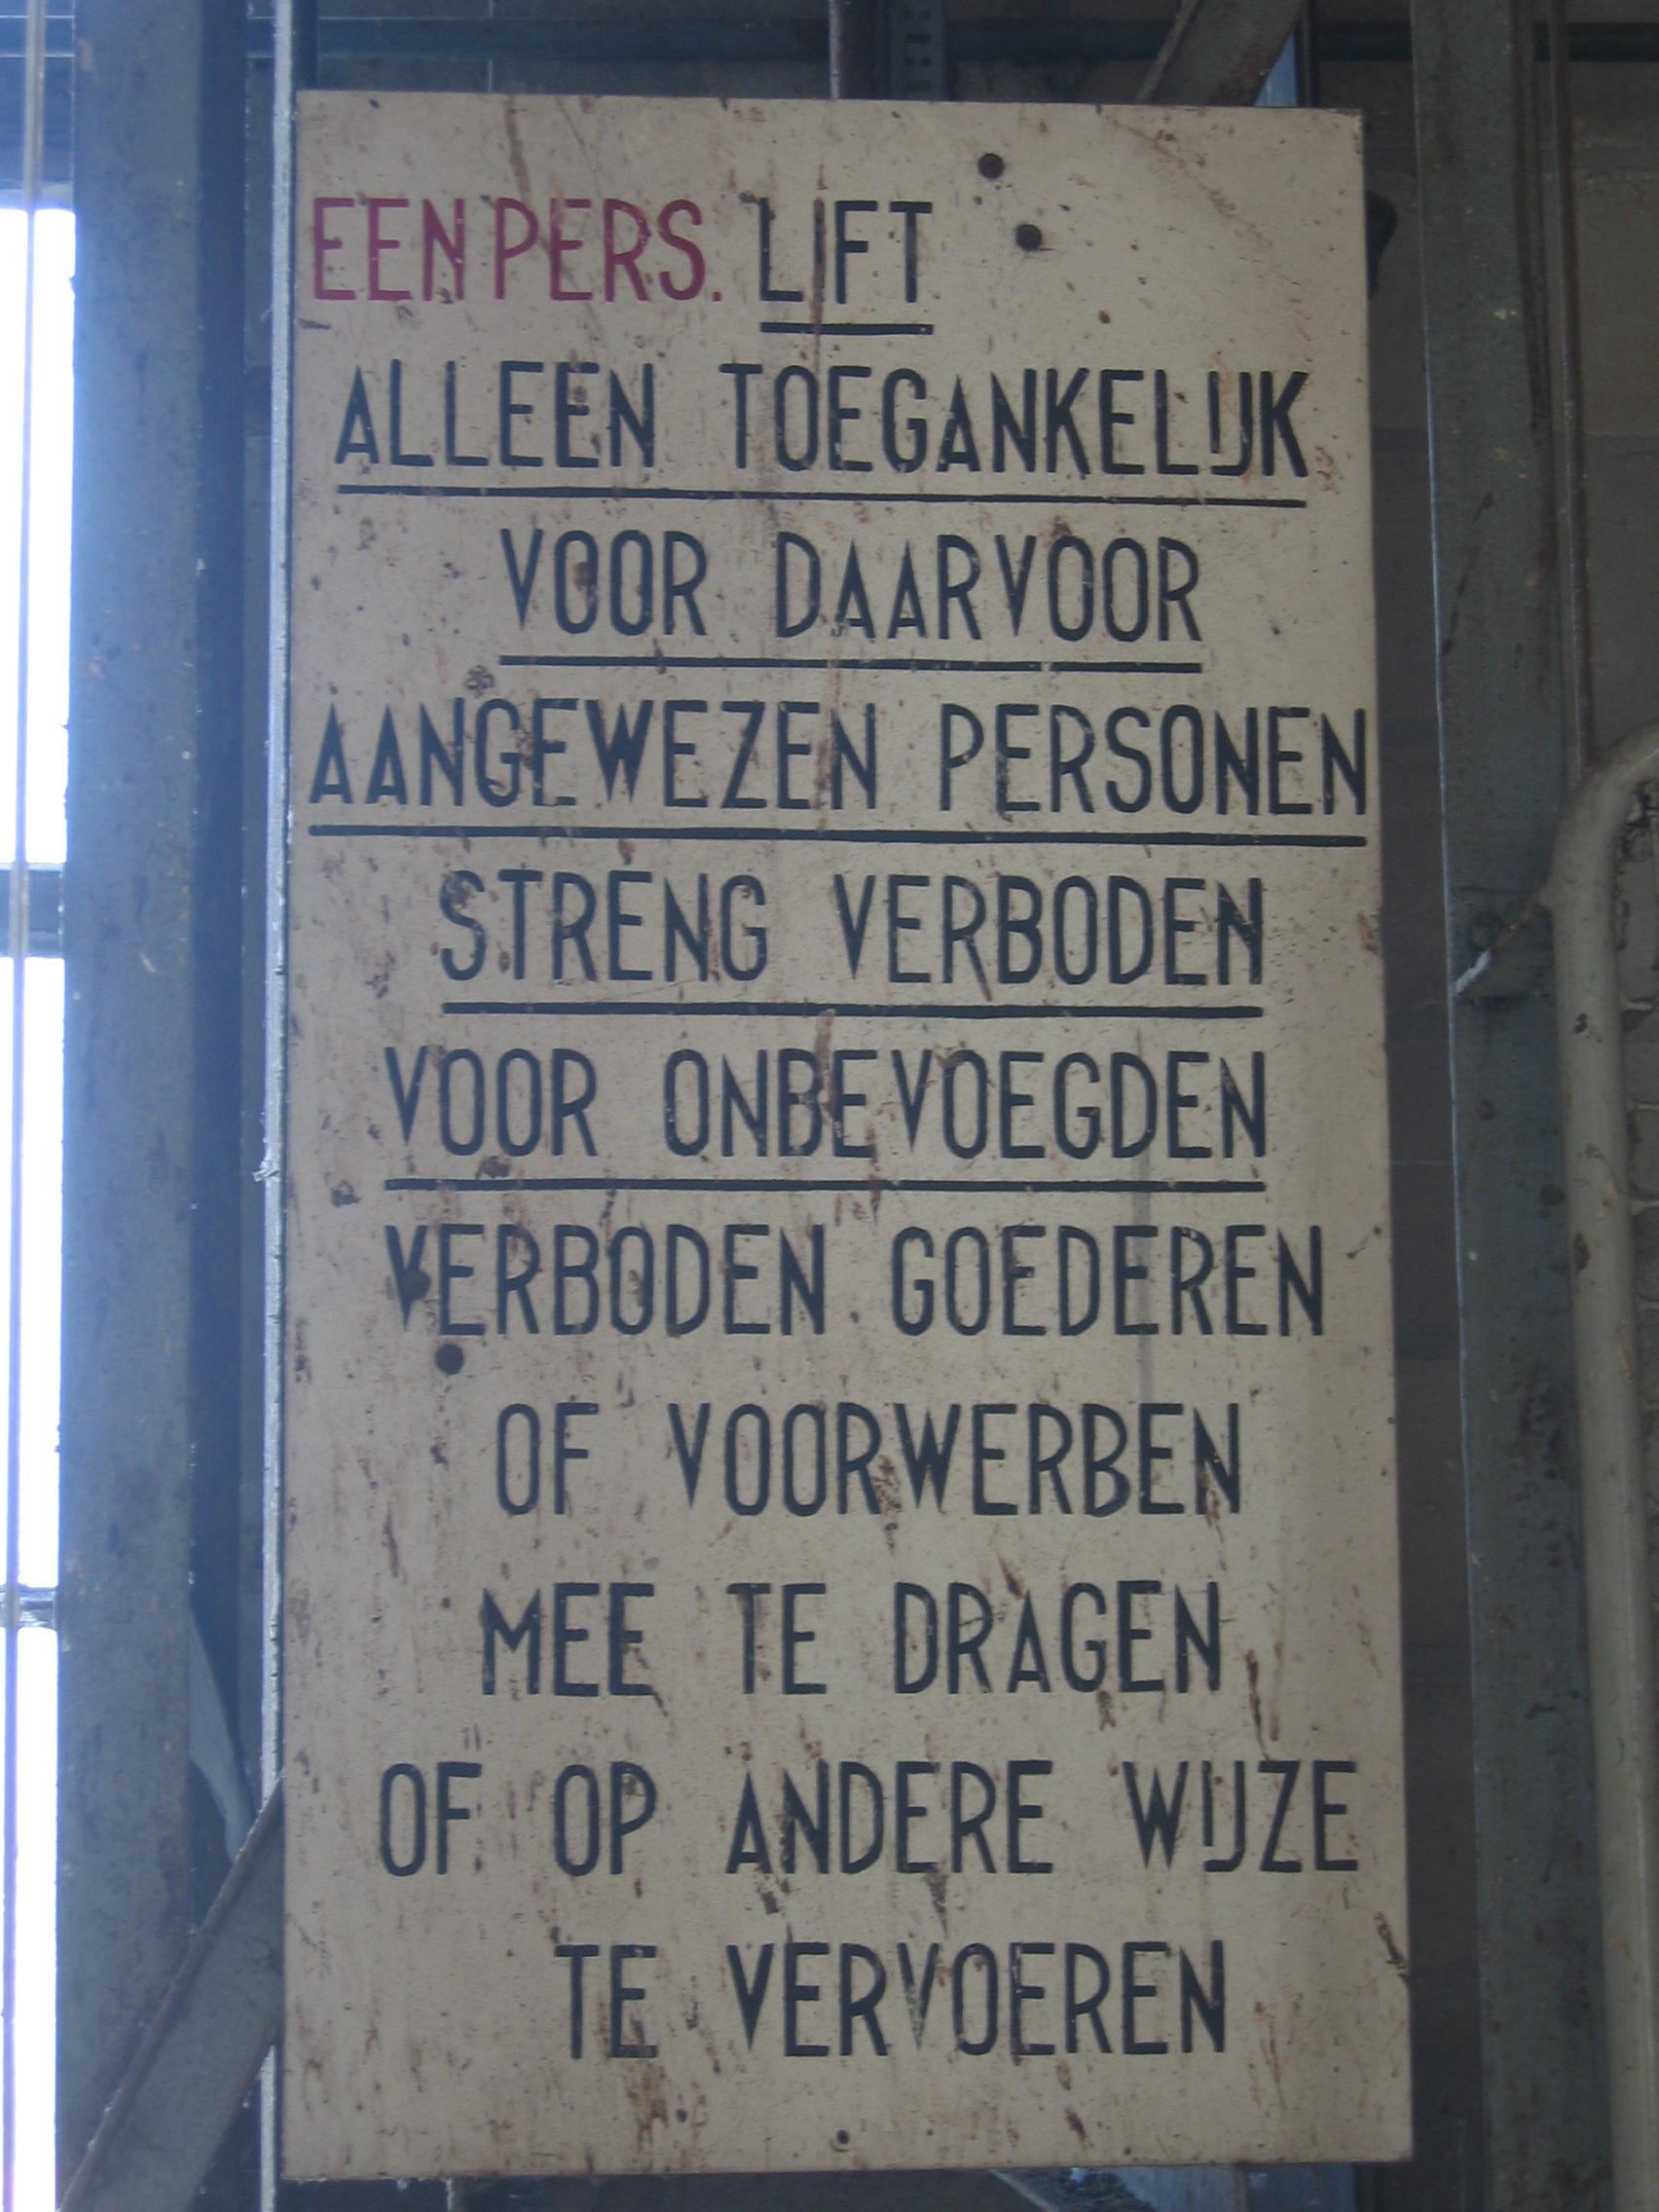 EEN PERS. LIFT
ALLEEN TOEGANKELIJK
VOOR DAARVOOR
AANGEWEZEN PERSONEN
STRENG VERBODEN
VOOR ONBEVOEGDEN
VERBODEN GOEDEREN
OF VOORWERBEN
MEE TE DRAGEN
OF OP ANDERE WIJZE
TE VERVOEREN